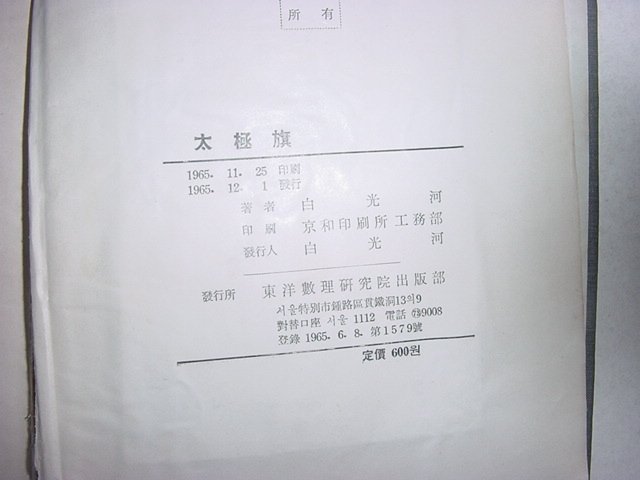 所有
太極旗
1965. 11. 25 印刷
1965. 12. 1 發行
著者 白光河
印刷 京和印刷所工務部
發行人 白光河
發行所 東洋數理硏究院出版部
서울特別市鍾路區貫鐵洞13의9
對替口座 서울 1112 電話 ㉓9008
登錄 1965. 6. 8. 第1579號
定價 600원